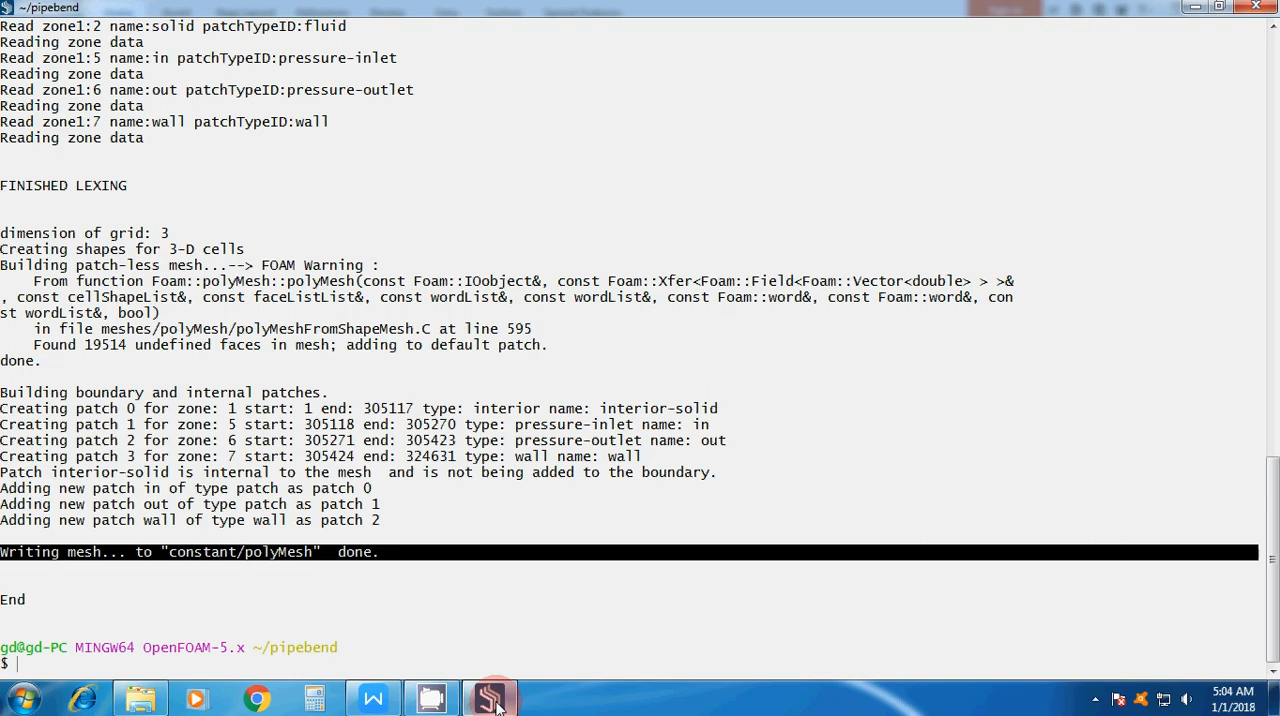 ~/pipebend
Read zone1:2 name:solid patchTypeID:fluid
Reading zone data
Read zone1:5 name:in patchTypeID:pressure-inlet
Reading zone data
Read zone1:6 name:out patchTypeID:pressure-outlet
Reading zone data
Read zone1:7 name:wall patchTypeID:wall
Reading zone data
FINISHED LEXING
dimension of grid: 3
Creating shapes for 3-D cells
Building patch-less mesh...--> FOAM Warning :
From function Foam::polyMesh::polyMesh(const Foam::IOobject&, const Foam::Xfer<Foam::Field<Foam::Vector<double> > >&
, const cellShapeList&, const faceListList&, const wordList&, const wordList&, const Foam::word&, const Foam::word&, con
st wordList&, bool)
in file meshes/polyMesh/polyMeshFromShapeMesh.C at line 595
Found 19514 undefined faces in mesh; adding to default patch.
done.
Building boundary and internal patches.
Creating patch 0 for zone: 1 start: 1 end: 305117 type: interior name: interior-solid
Creating patch 1 for zone: 5 start: 305118 end: 305270 type: pressure-inlet name: in
Creating patch 2 for zone: 6 start: 305271 end: 305423 type: pressure-outlet name: out
Creating patch 3 for zone: 7 start: 305424 end: 324631 type: wall name: wall
Patch interior-solid is internal to the mesh  and is not being added to the boundary.
Adding new patch in of type patch as patch 0
Adding new patch out of type patch as patch 1
Adding new patch wall of type wall as patch 2
Writing mesh... to "constant/polyMesh"  done.
End
gd@gd-PC MINGW64 OpenFOAM-5.x ~/pipebend
$
5:04 AM
1/1/2018